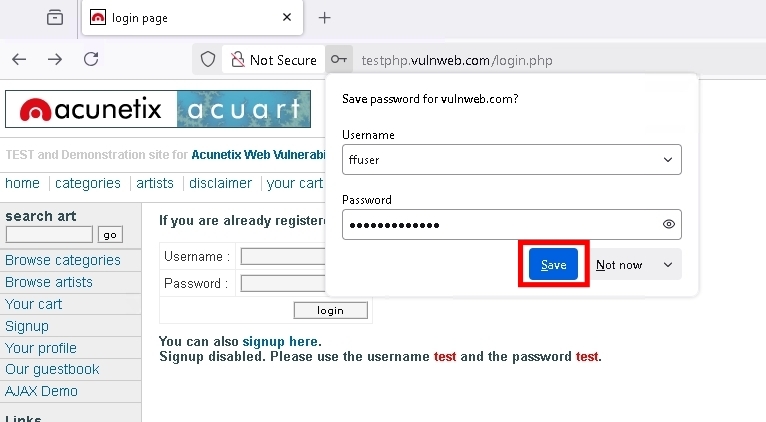 login page
Not Secure
testphp.vulnweb.com/login.php
acunetix acuart
Save password for vulnweb.com?
TEST and Demonstration site for Acunetix Web Vulnerabi
Username
ffuser
home categories artists disclaimer your cart
Password
search art
If you are already registere
•••••••••••••
go
Username :
Browse categories
Save Not now
Password :
Browse artists
Your cart
login
Signup
You can also signup here.
Your profile
Signup disabled. Please use the username test and the password test.
Our guestbook
AJAX Demo
Links